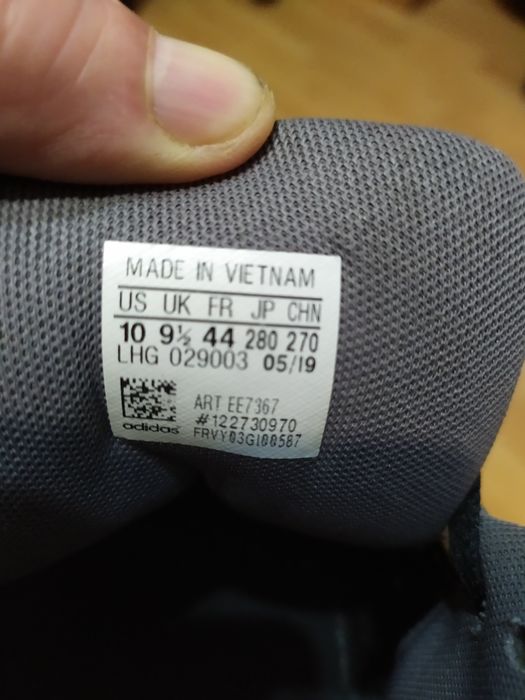 MADE IN VIETNAM
US UK FR JP CHN
10 9½ 44 280 270
LHG 029003 05/19
ART EE7367
#122730970
adidas FRVY03G100587